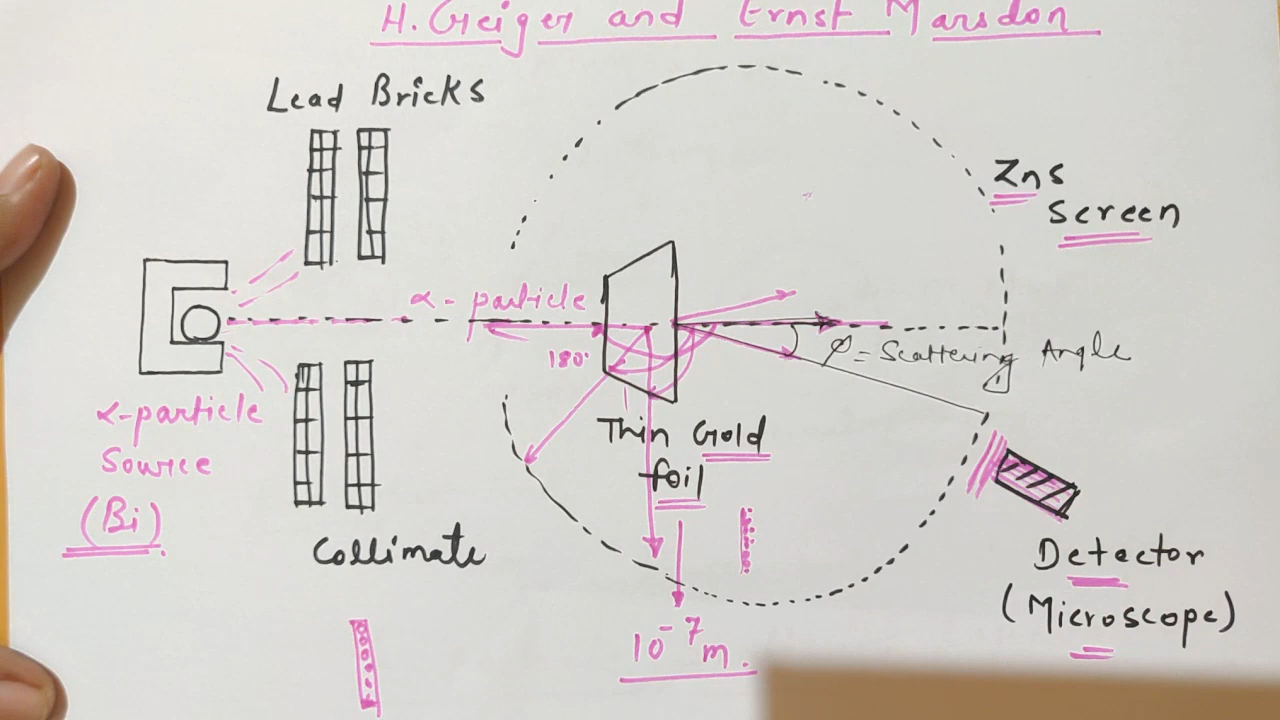 H. Geiger and Ernst Marsdon
Lead Bricks
Zns
Screen
α-particle
180°
φ = Scattering Angle
α-particle
Source
(Bi)
Thin Gold
foil
Collimate
10⁻⁷ m.
Detector
(Microscope)